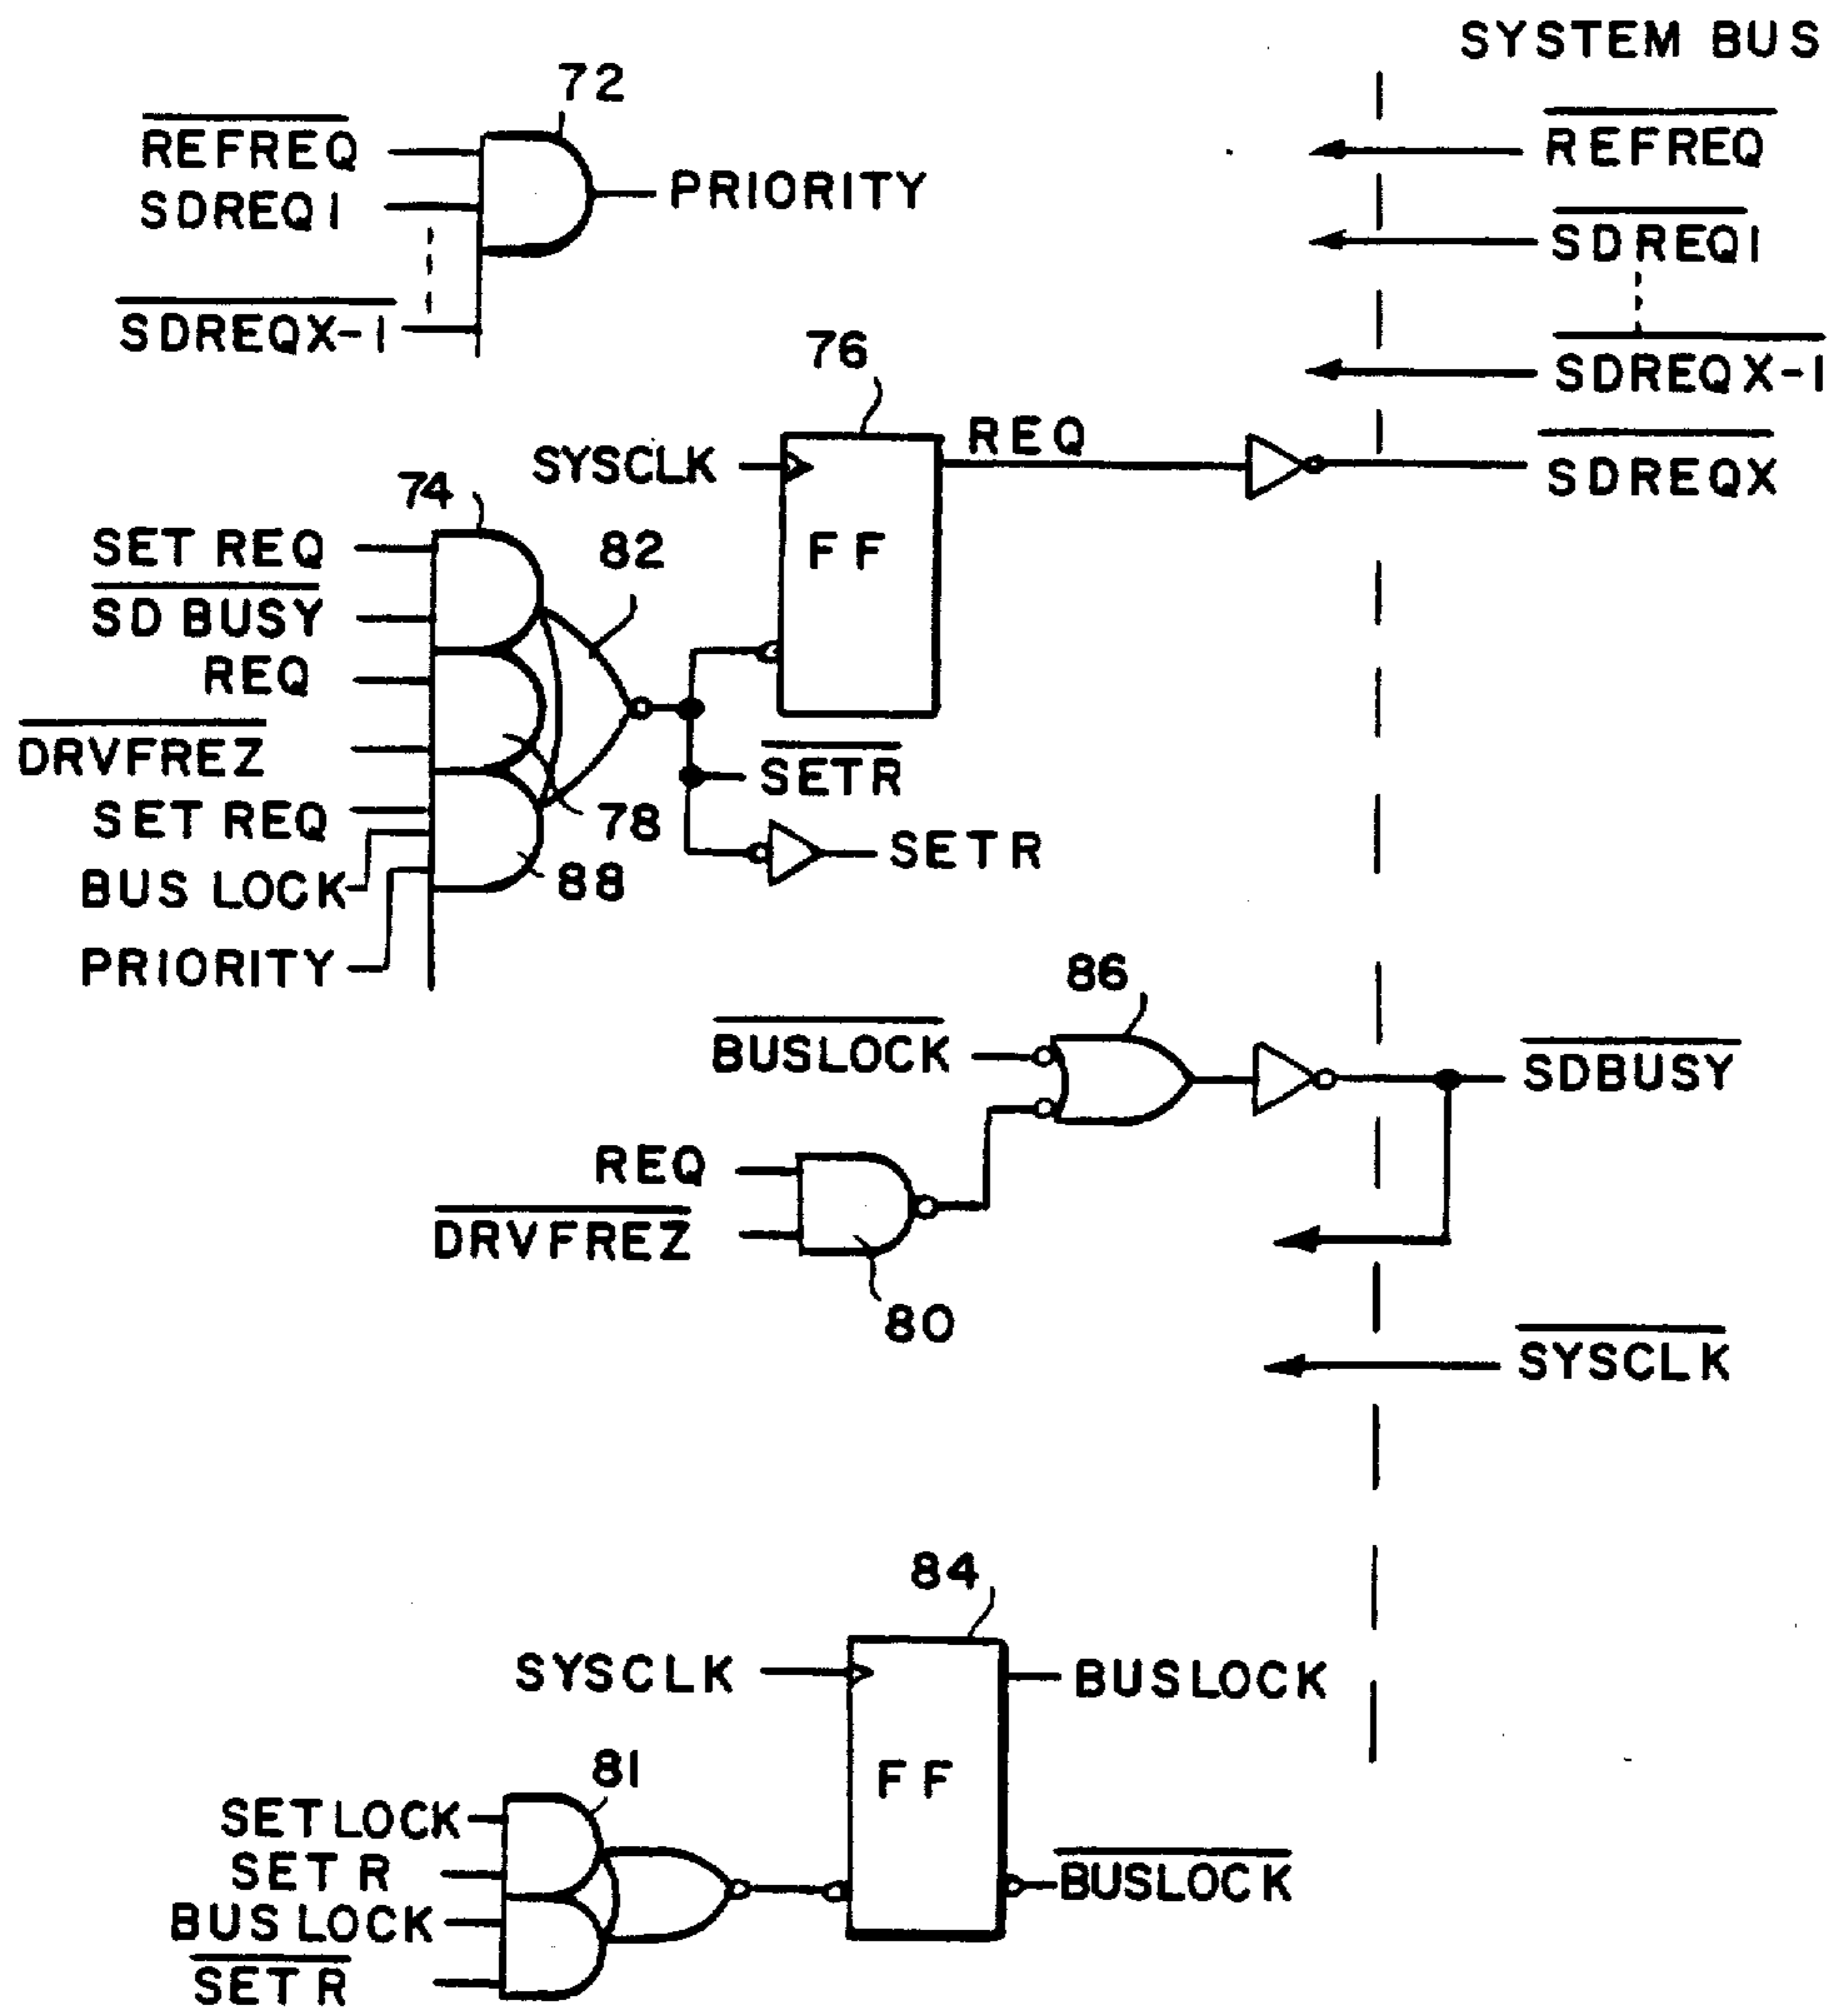 SYSTEM BUS
72
REFREQ
SDREQ1
SDREQX-1
PRIORITY
REFREQ
SDREQ1
SDREQX-1
SDREQX
76
SYSCLK
FF
REQ
74
82
SET REQ
SD BUSY
REQ
DRVFREZ
SET REQ
BUS LOCK
PRIORITY
78
88
SETR
SETR
86
BUSLOCK
SDBUSY
REQ
DRVFREZ
80
SYSCLK
84
SYSCLK
BUSLOCK
FF
81
SETLOCK
SET R
BUS LOCK
SET R
BUSLOCK